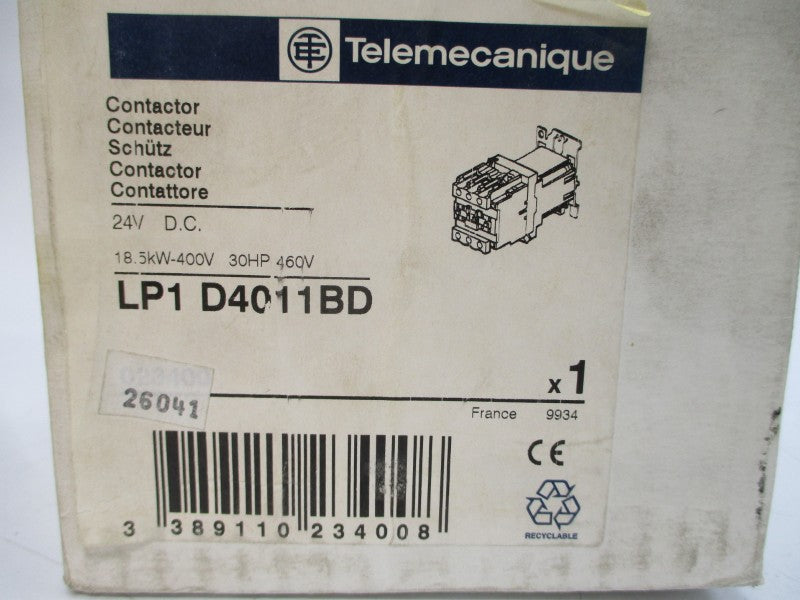 Telemecanique
Contactor
Contacteur
Schütz
Contactor
Contattore
24V D.C.
18.5kW-400V 30HP 460V
LP1 D4011BD
023400
26041
x 1
France 9934
CE
3 389110 234008
RECYCLABLE